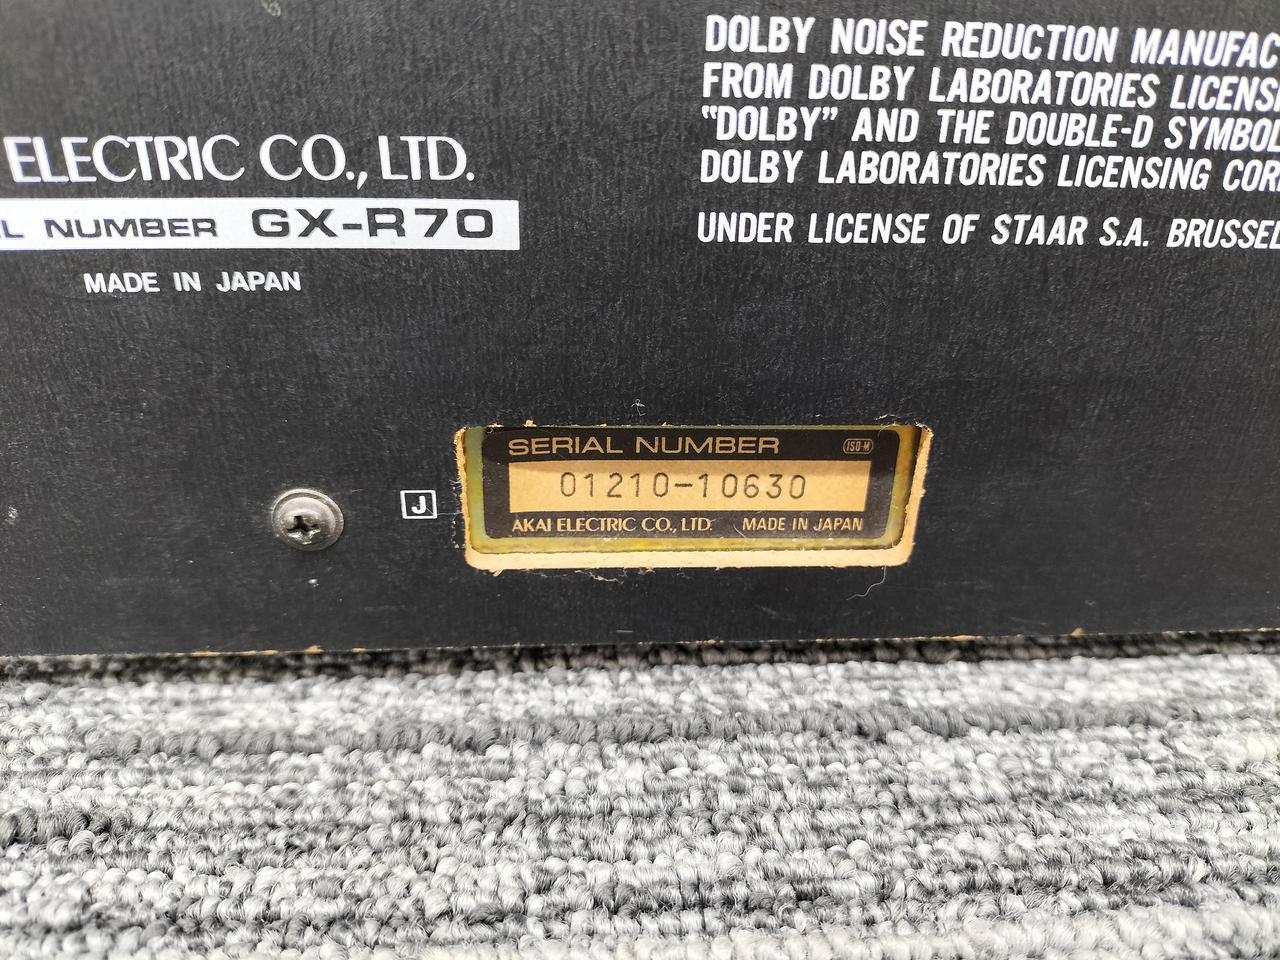 ELECTRIC CO., LTD.
L NUMBER GX-R70
MADE IN JAPAN
DOLBY NOISE REDUCTION MANUFAC
FROM DOLBY LABORATORIES LICENSI
"DOLBY" AND THE DOUBLE-D SYMBOL
DOLBY LABORATORIES LICENSING COR
UNDER LICENSE OF STAAR S.A. BRUSSEL
J
SERIAL NUMBER ISO-M
01210-10630
AKAI ELECTRIC CO., LTD. MADE IN JAPAN